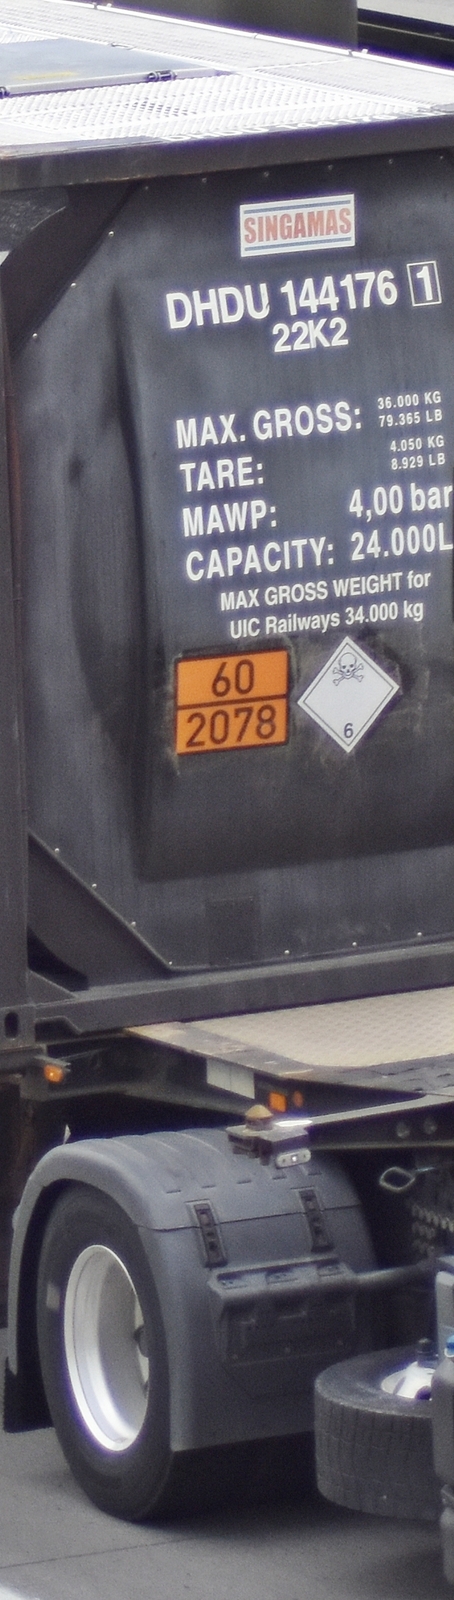 SINGAMAS
DHDU 144176 1
22K2
MAX. GROSS: 36.000 KG
79.365 LB
TARE: 4.050 KG
8.929 LB
MAWP: 4,00 bar
CAPACITY: 24.000L
MAX GROSS WEIGHT for
UIC Railways 34.000 kg
60
2078
6